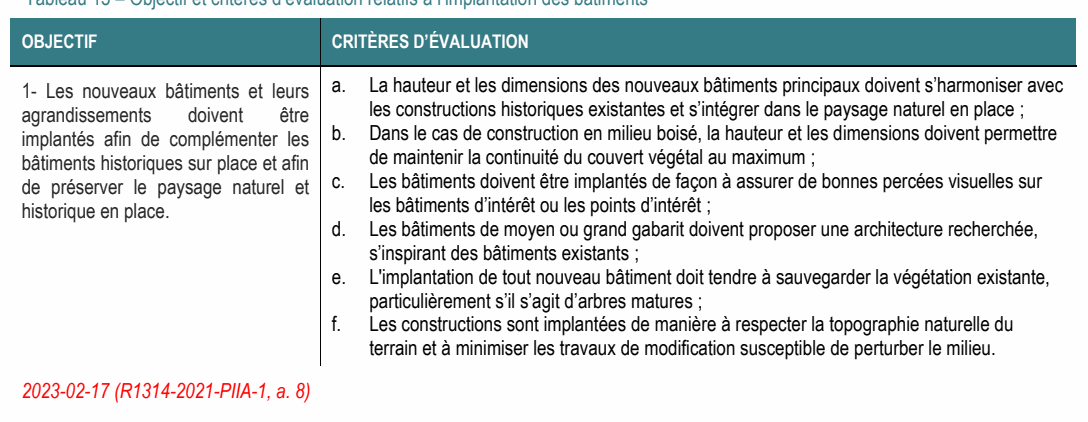 Tableau 15 – Objectif et critères d'évaluation relatifs à l'implantation des bâtiments
OBJECTIF
CRITÈRES D'ÉVALUATION
1- Les nouveaux bâtiments et leurs
agrandissements doivent être
implantés afin de complémenter les
bâtiments historiques sur place et afin
de préserver le paysage naturel et
historique en place.
a. La hauteur et les dimensions des nouveaux bâtiments principaux doivent s'harmoniser avec
les constructions historiques existantes et s'intégrer dans le paysage naturel en place ;
b. Dans le cas de construction en milieu boisé, la hauteur et les dimensions doivent permettre
de maintenir la continuité du couvert végétal au maximum ;
c. Les bâtiments doivent être implantés de façon à assurer de bonnes percées visuelles sur
les bâtiments d'intérêt ou les points d'intérêt ;
d. Les bâtiments de moyen ou grand gabarit doivent proposer une architecture recherchée,
s'inspirant des bâtiments existants ;
e. L'implantation de tout nouveau bâtiment doit tendre à sauvegarder la végétation existante,
particulièrement s'il s'agit d'arbres matures ;
f. Les constructions sont implantées de manière à respecter la topographie naturelle du
terrain et à minimiser les travaux de modification susceptible de perturber le milieu.
2023-02-17 (R1314-2021-PIIA-1, a. 8)